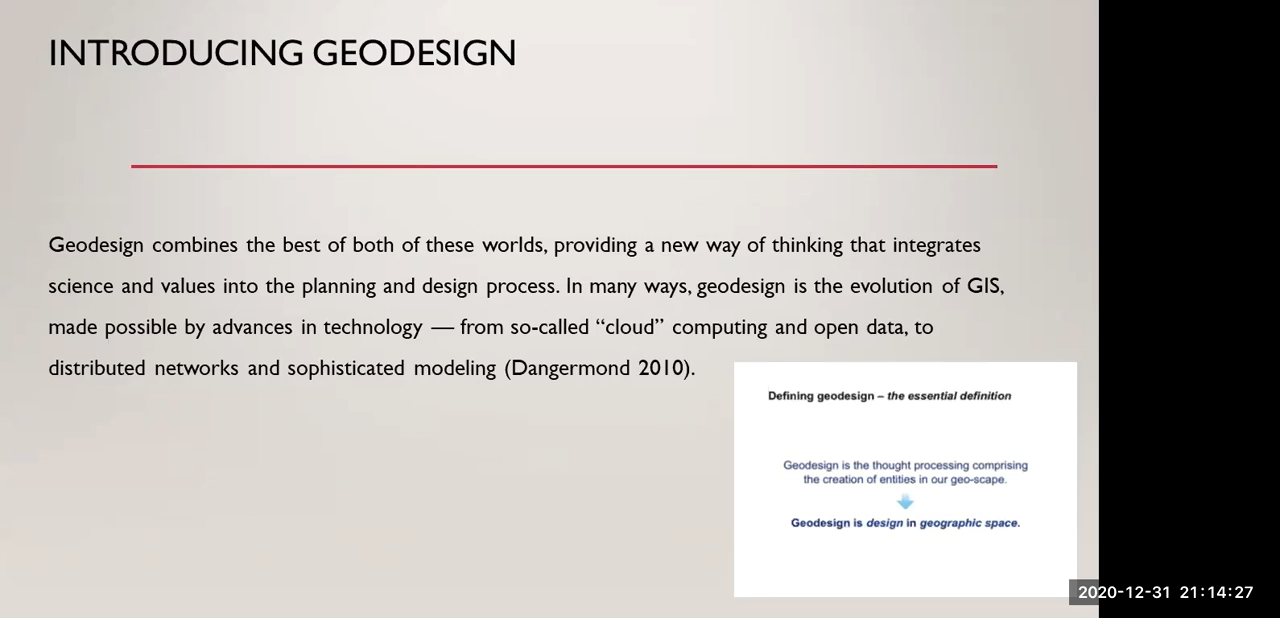 INTRODUCING GEODESIGN
Geodesign combines the best of both of these worlds, providing a new way of thinking that integrates
science and values into the planning and design process. In many ways, geodesign is the evolution of GIS,
made possible by advances in technology — from so-called “cloud” computing and open data, to
distributed networks and sophisticated modeling (Dangermond 2010).
Defining geodesign – the essential definition
Geodesign is the thought processing comprising
the creation of entities in our geo-scape.
Geodesign is design in geographic space.
2020-12-31 21:14:27